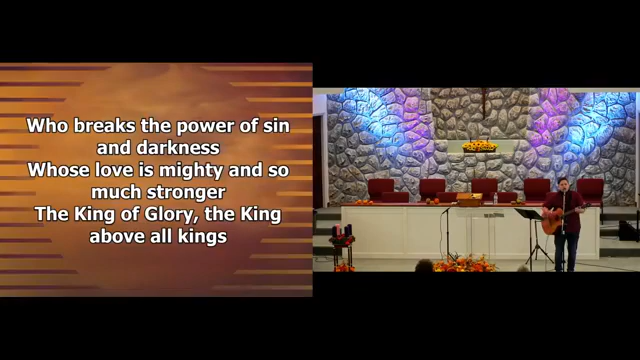 Who breaks the power of sin
and darkness
Whose love is mighty and so
much stronger
The King of Glory, the King
above all kings